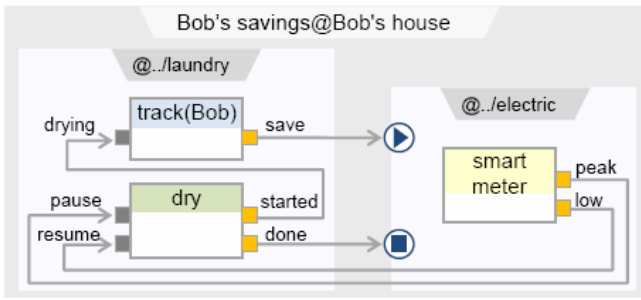 Bob's savings@Bob's house
@../laundry
@../electric
track(Bob)
drying
save
smart
meter
peak
low
dry
pause
resume
started
done